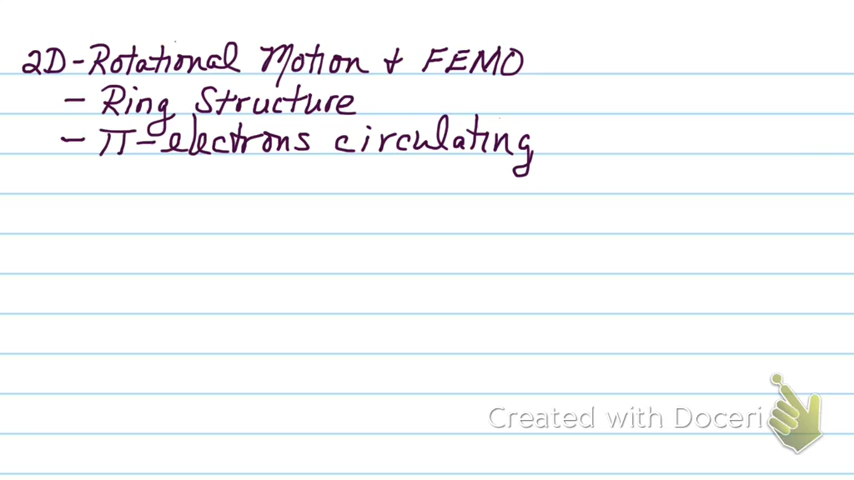 2D-Rotational Motion + FEMO
- Ring Structure
- π-electrons circulating
Created with Doceri